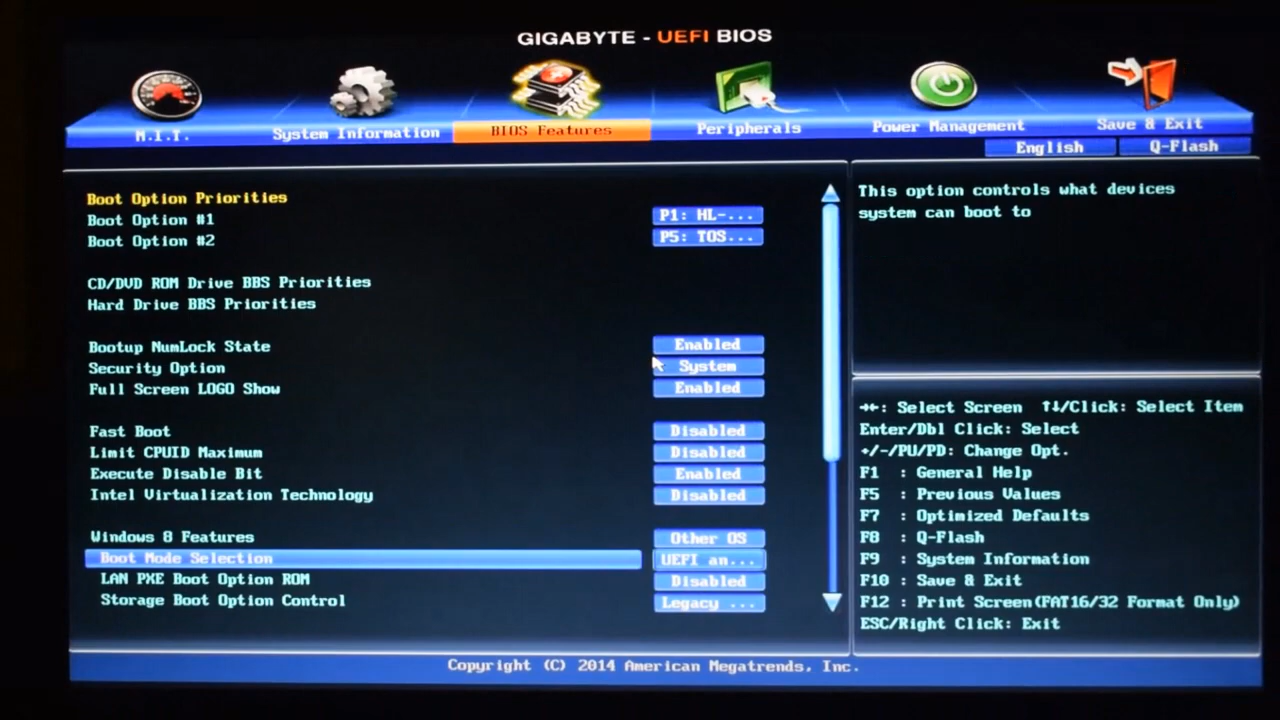 GIGABYTE - UEFI BIOS
M.I.T.
System Information
BIOS Features
Peripherals
Power Management
Save & Exit
English
Q-Flash
Boot Option Priorities
Boot Option #1 P1: HL-...
Boot Option #2 P5: TOS...
CD/DVD ROM Drive BBS Priorities
Hard Drive BBS Priorities
Bootup NumLock State Enabled
Security Option System
Full Screen LOGO Show Enabled
Fast Boot Disabled
Limit CPUID Maximum Disabled
Execute Disable Bit Enabled
Intel Virtualization Technology Disabled
Windows 8 Features Other OS
Boot Mode Selection UEFI an...
LAN PXE Boot Option ROM Disabled
Storage Boot Option Control Legacy ...
This option controls what devices
system can boot to
→←: Select Screen ↑↓/Click: Select Item
Enter/Dbl Click: Select
+/-/PU/PD: Change Opt.
F1 : General Help
F5 : Previous Values
F7 : Optimized Defaults
F8 : Q-Flash
F9 : System Information
F10 : Save & Exit
F12 : Print Screen(FAT16/32 Format Only)
ESC/Right Click: Exit
Copyright (C) 2014 American Megatrends, Inc.